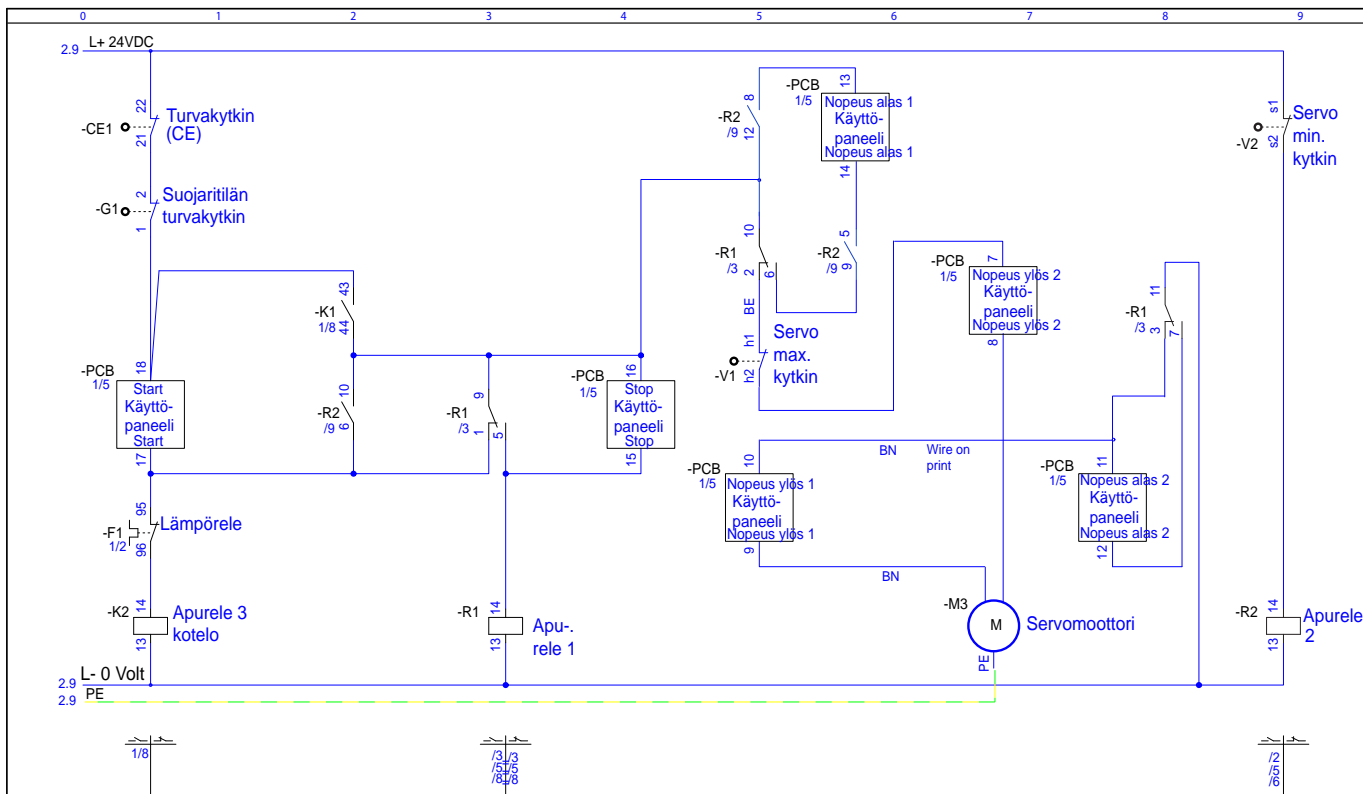 0 1 2 3 4 5 6 7 8 9
L+ 24VDC
2.9
22
-CE1
21
Turvakytkin
(CE)
2
-G1
1
Suojaritilän
turvakytkin
43
-K1
1/8
44
18
-PCB
1/5
Start
Käyttö-
paneeli
Start
17
10
-R2
/9
6
9
-R1
/3
1
5
16
-PCB
1/5
Stop
Käyttö-
paneeli
Stop
15
95
-F1
1/2
96
Lämpörele
14
-K2
13
Apurele 3
kotelo
14
-R1
13
Apu-.
rele 1
8
-R2
/9
12
13
-PCB
1/5
Nopeus alas 1
Käyttö-
paneeli
Nopeus alas 1
14
10
-R1
/3
2
6
5
-R2
/9
9
BE
h1
-V1
h2
Servo
max.
kytkin
7
-PCB
1/5
Nopeus ylös 2
Käyttö-
paneeli
Nopeus ylös 2
8
11
-R1
/3
3
7
BN
Wire on
print
10
-PCB
1/5
Nopeus ylös 1
Käyttö-
paneeli
Nopeus ylös 1
9
BN
11
-PCB
1/5
Nopeus alas 2
Käyttö-
paneeli
Nopeus alas 2
12
-M3
M
Servomoottori
PE
s1
-V2
s2
Servo
min.
kytkin
14
-R2
13
Apurele
2
L- 0 Volt
2.9
PE
2.9
1/8
/3 /3
/5 /5
/8 /8
/2
/5
/6